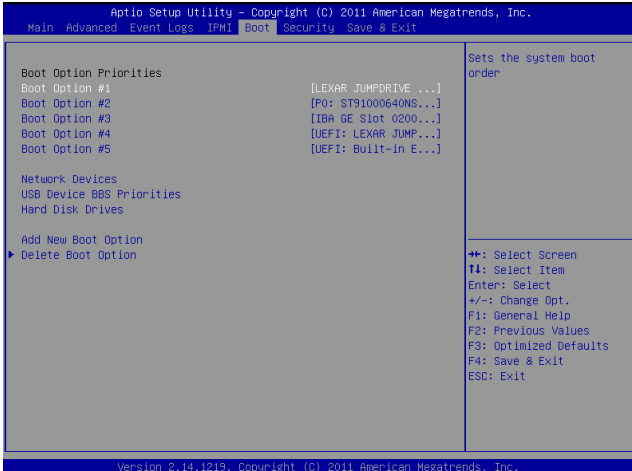 Aptio Setup Utility – Copyright (C) 2011 American Megatrends, Inc.
Main Advanced Event Logs IPMI Boot Security Save & Exit
Boot Option Priorities
Boot Option #1 [LEXAR JUMPDRIVE ...]
Boot Option #2 [P0: ST91000640NS...]
Boot Option #3 [IBA GE Slot 0200...]
Boot Option #4 [UEFI: LEXAR JUMP...]
Boot Option #5 [UEFI: Built-in E...]
Network Devices
USB Device BBS Priorities
Hard Disk Drives
Add New Boot Option
▶ Delete Boot Option
Sets the system boot
order
→←: Select Screen
↑↓: Select Item
Enter: Select
+/-: Change Opt.
F1: General Help
F2: Previous Values
F3: Optimized Defaults
F4: Save & Exit
ESC: Exit
Version 2.14.1219. Copyright (C) 2011 American Megatrends, Inc.